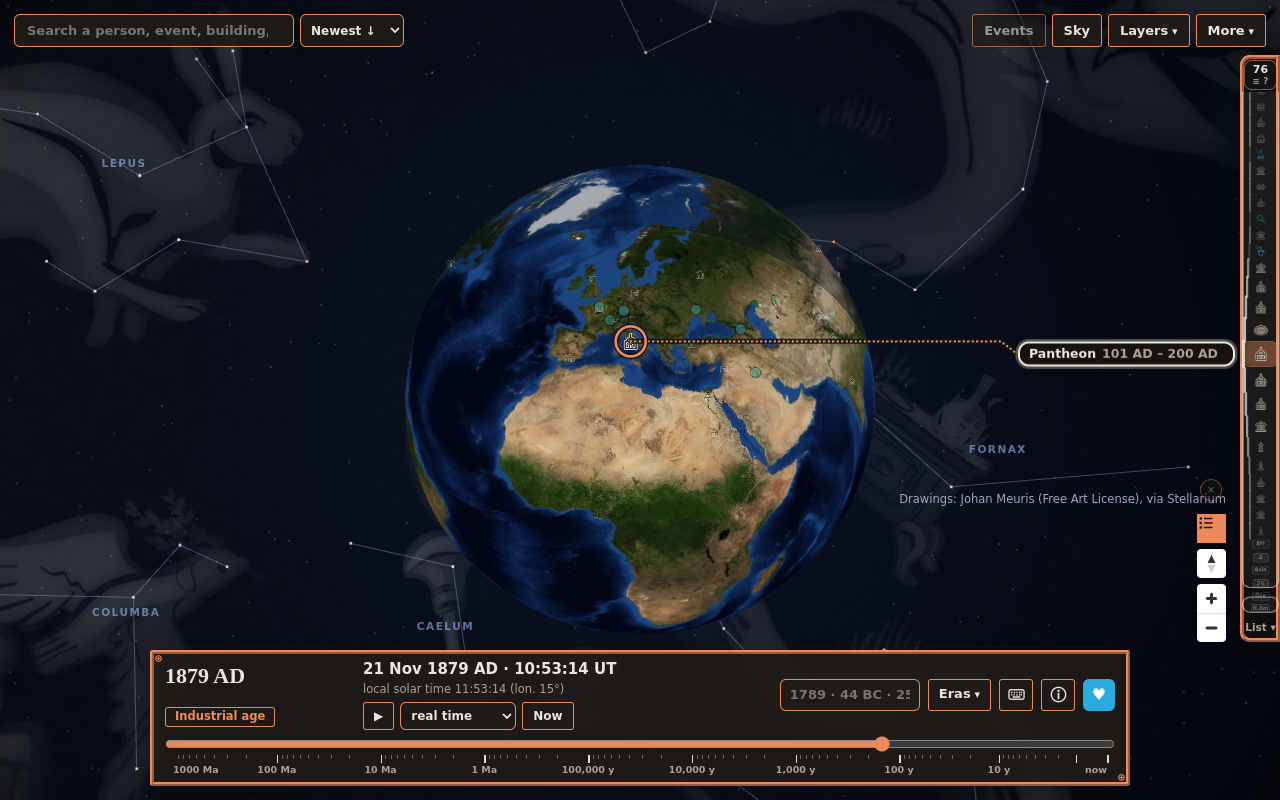 Search a person, event, building,
Newest ↓
Events
Sky
Layers ▾
More ▾
76
≡ ?
LEPUS
Pantheon 101 AD – 200 AD
FORNAX
Drawings: Johan Meuris (Free Art License), via Stellarium
COLUMBA
CAELUM
List ▾
1879 AD
21 Nov 1879 AD · 10:53:14 UT
local solar time 11:53:14 (lon. 15°)
Industrial age
▶
real time
Now
1789 · 44 BC · 25
Eras ▾
1000 Ma
100 Ma
10 Ma
1 Ma
100,000 y
10,000 y
1,000 y
100 y
10 y
now